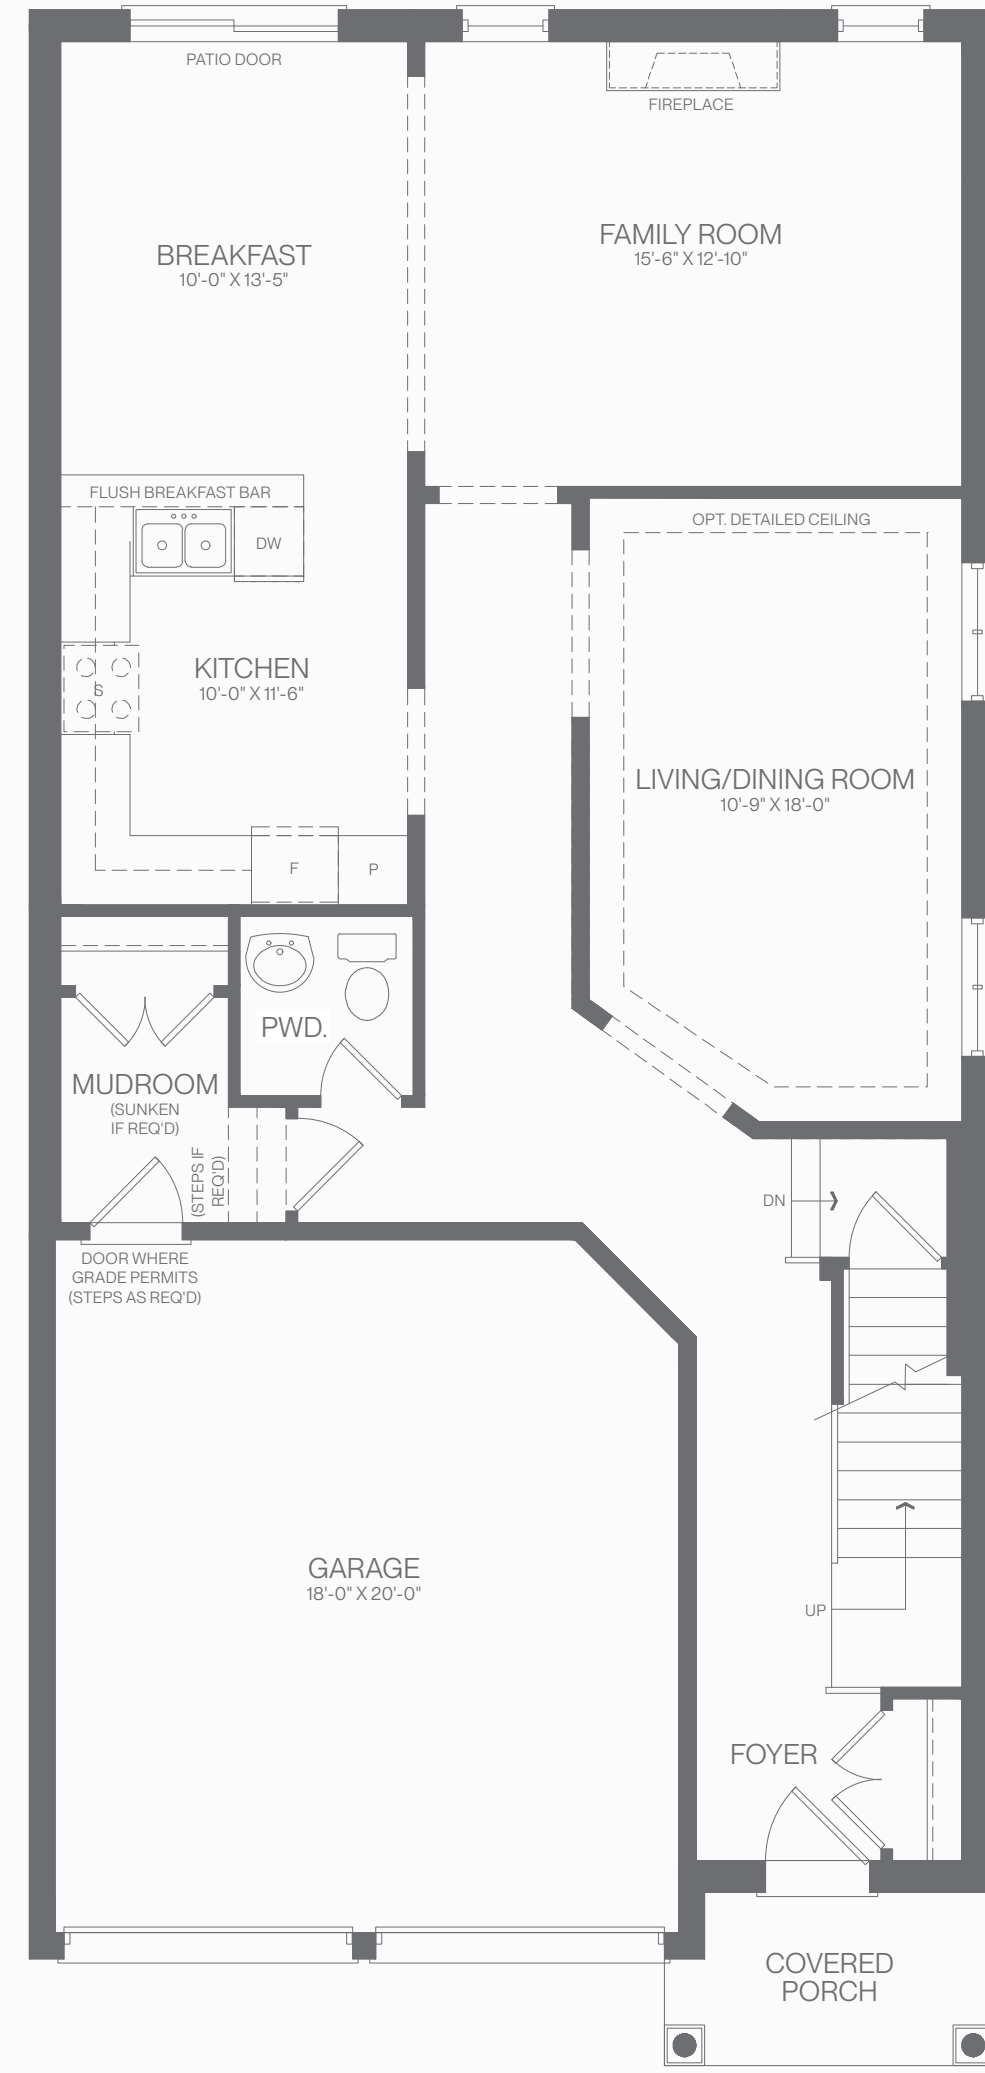 PATIO DOOR
FIREPLACE
FAMILY ROOM
15'-6" X 12'-10"
BREAKFAST
10'-0" X 13'-5"
FLUSH BREAKFAST BAR
OPT. DETAILED CEILING
DW
KITCHEN
10'-0" X 11'-6"
S
LIVING/DINING ROOM
10'-9" X 18'-0"
F
P
PWD.
MUDROOM
(SUNKEN
IF REQ'D)
(STEPS IF
REQ'D)
DN
DOOR WHERE
GRADE PERMITS
(STEPS AS REQ'D)
GARAGE
18'-0" X 20'-0"
UP
FOYER
COVERED
PORCH